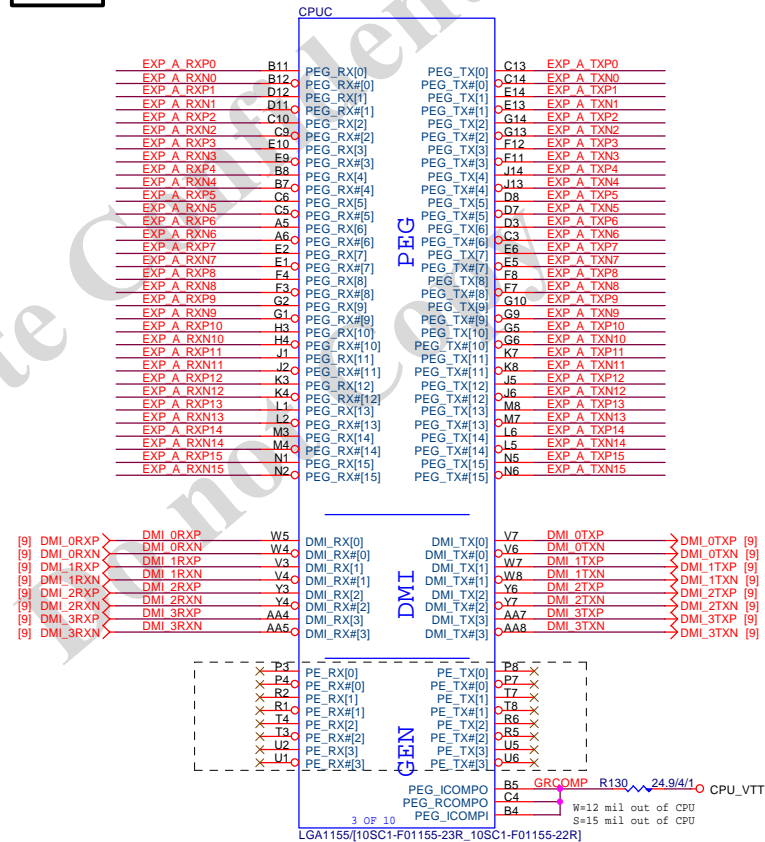 CPUC
EXP_A_RXP0 B11 PEG_RX[0] PEG_TX[0] C13 EXP_A_TXP0
EXP_A_RXN0 B12 PEG_RX#[0] PEG_TX#[0] C14 EXP_A_TXN0
EXP_A_RXP1 D12 PEG_RX[1] PEG_TX[1] E14 EXP_A_TXP1
EXP_A_RXN1 D11 PEG_RX#[1] PEG_TX#[1] E13 EXP_A_TXN1
EXP_A_RXP2 C10 PEG_RX[2] PEG_TX[2] G14 EXP_A_TXP2
EXP_A_RXN2 C9 PEG_RX#[2] PEG_TX#[2] G13 EXP_A_TXN2
EXP_A_RXP3 E10 PEG_RX[3] PEG_TX[3] F12 EXP_A_TXP3
EXP_A_RXN3 E9 PEG_RX#[3] PEG_TX#[3] F11 EXP_A_TXN3
EXP_A_RXP4 B8 PEG_RX[4] PEG_TX[4] J14 EXP_A_TXP4
EXP_A_RXN4 B7 PEG_RX#[4] PEG_TX#[4] J13 EXP_A_TXN4
EXP_A_RXP5 C6 PEG_RX[5] PEG_TX[5] D8 EXP_A_TXP5
EXP_A_RXN5 C5 PEG_RX#[5] PEG_TX#[5] D7 EXP_A_TXN5
EXP_A_RXP6 A5 PEG_RX[6] PEG_TX[6] D3 EXP_A_TXP6
EXP_A_RXN6 A6 PEG_RX#[6] PEG_TX#[6] C3 EXP_A_TXN6
EXP_A_RXP7 E2 PEG_RX[7] PEG_TX[7] E6 EXP_A_TXP7
EXP_A_RXN7 E1 PEG_RX#[7] PEG_TX#[7] E5 EXP_A_TXN7
EXP_A_RXP8 F4 PEG_RX[8] PEG_TX[8] F8 EXP_A_TXP8
EXP_A_RXN8 F3 PEG_RX#[8] PEG_TX#[8] F7 EXP_A_TXN8
EXP_A_RXP9 G2 PEG_RX[9] PEG_TX[9] G10 EXP_A_TXP9
EXP_A_RXN9 G1 PEG_RX#[9] PEG_TX#[9] G9 EXP_A_TXN9
EXP_A_RXP10 H3 PEG_RX[10] PEG_TX[10] G5 EXP_A_TXP10
EXP_A_RXN10 H4 PEG_RX#[10] PEG_TX#[10] G6 EXP_A_TXN10
EXP_A_RXP11 J1 PEG_RX[11] PEG_TX[11] K7 EXP_A_TXP11
EXP_A_RXN11 J2 PEG_RX#[11] PEG_TX#[11] K8 EXP_A_TXN11
EXP_A_RXP12 K3 PEG_RX[12] PEG_TX[12] J5 EXP_A_TXP12
EXP_A_RXN12 K4 PEG_RX#[12] PEG_TX#[12] J6 EXP_A_TXN12
EXP_A_RXP13 L1 PEG_RX[13] PEG_TX[13] M8 EXP_A_TXP13
EXP_A_RXN13 L2 PEG_RX#[13] PEG_TX#[13] M7 EXP_A_TXN13
EXP_A_RXP14 M3 PEG_RX[14] PEG_TX[14] L6 EXP_A_TXP14
EXP_A_RXN14 M4 PEG_RX#[14] PEG_TX#[14] L5 EXP_A_TXN14
EXP_A_RXP15 N1 PEG_RX[15] PEG_TX[15] N5 EXP_A_TXP15
EXP_A_RXN15 N2 PEG_RX#[15] PEG_TX#[15] N6 EXP_A_TXN15
PEG
[9] DMI_0RXP DMI_0RXP W5 DMI_RX[0] DMI_TX[0] V7 DMI_0TXP DMI_0TXP [9]
[9] DMI_0RXN DMI_0RXN W4 DMI_RX#[0] DMI_TX#[0] V6 DMI_0TXN DMI_0TXN [9]
[9] DMI_1RXP DMI_1RXP V3 DMI_RX[1] DMI_TX[1] W7 DMI_1TXP DMI_1TXP [9]
[9] DMI_1RXN DMI_1RXN V4 DMI_RX#[1] DMI_TX#[1] W8 DMI_1TXN DMI_1TXN [9]
[9] DMI_2RXP DMI_2RXP Y3 DMI_RX[2] DMI_TX[2] Y6 DMI_2TXP DMI_2TXP [9]
[9] DMI_2RXN DMI_2RXN Y4 DMI_RX#[2] DMI_TX#[2] Y7 DMI_2TXN DMI_2TXN [9]
[9] DMI_3RXP DMI_3RXP AA4 DMI_RX[3] DMI_TX[3] AA7 DMI_3TXP DMI_3TXP [9]
[9] DMI_3RXN DMI_3RXN AA5 DMI_RX#[3] DMI_TX#[3] AA8 DMI_3TXN DMI_3TXN [9]
DMI
P3 PE_RX[0] PE_TX[0] P8
P4 PE_RX#[0] PE_TX#[0] P7
R2 PE_RX[1] PE_TX[1] T7
R1 PE_RX#[1] PE_TX#[1] T8
T4 PE_RX[2] PE_TX[2] R6
T3 PE_RX#[2] PE_TX#[2] R5
U2 PE_RX[3] PE_TX[3] U5
U1 PE_RX#[3] PE_TX#[3] U6
GEN
PEG_ICOMPO B5 GRCOMP R130 24.9/4/1 CPU_VTT
PEG_RCOMPO C4
PEG_ICOMPI B4
W=12 mil out of CPU
S=15 mil out of CPU
3 OF 10
LGA1155/[10SC1-F01155-23R_10SC1-F01155-22R]
Do not Copy